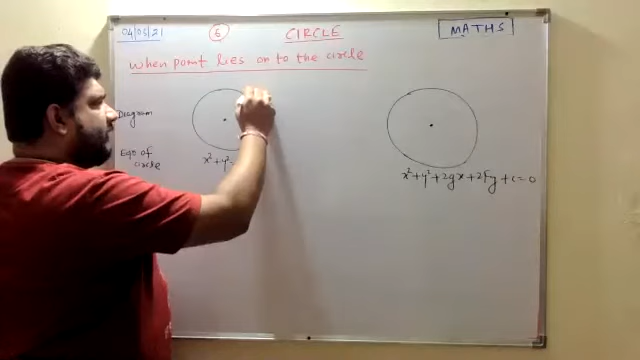 04/05/21
6
CIRCLE
MATHS
When point lies on to the circle
Diagram
Eqn of circle
x²+y²
x²+y²+2gx+2fy+c=0